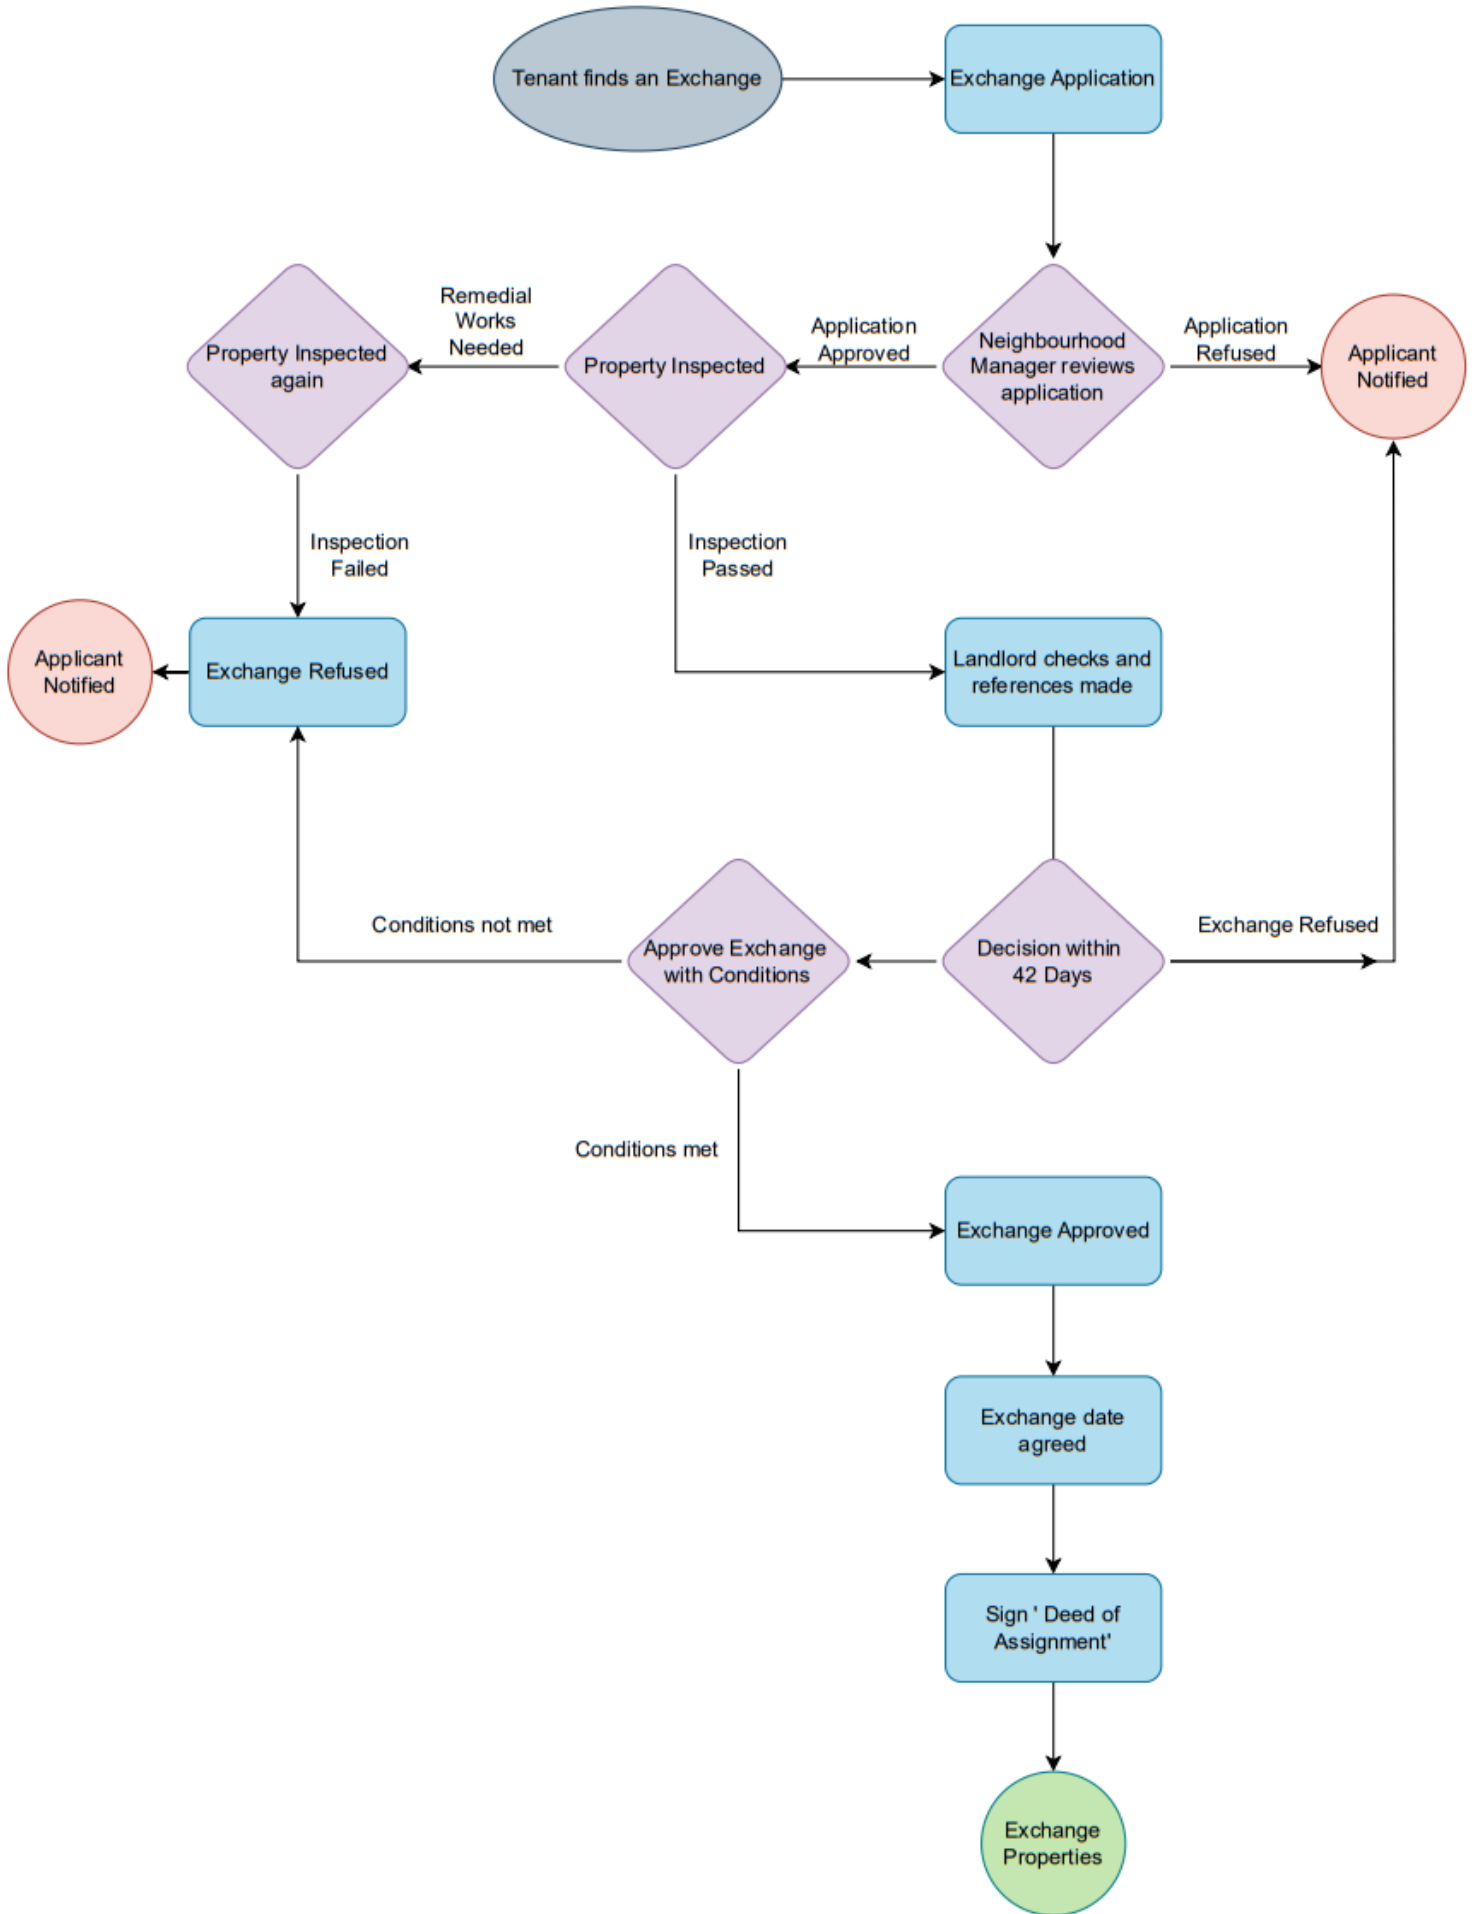 Tenant finds an Exchange
Exchange Application
Remedial
Works
Needed
Application
Approved
Application
Refused
Property Inspected
again
Property Inspected
Neighbourhood
Manager reviews
application
Applicant
Notified
Inspection
Failed
Inspection
Passed
Applicant
Notified
Exchange Refused
Landlord checks and
references made
Conditions not met
Exchange Refused
Approve Exchange
with Conditions
Decision within
42 Days
Conditions met
Exchange Approved
Exchange date
agreed
Sign ' Deed of
Assignment'
Exchange
Properties